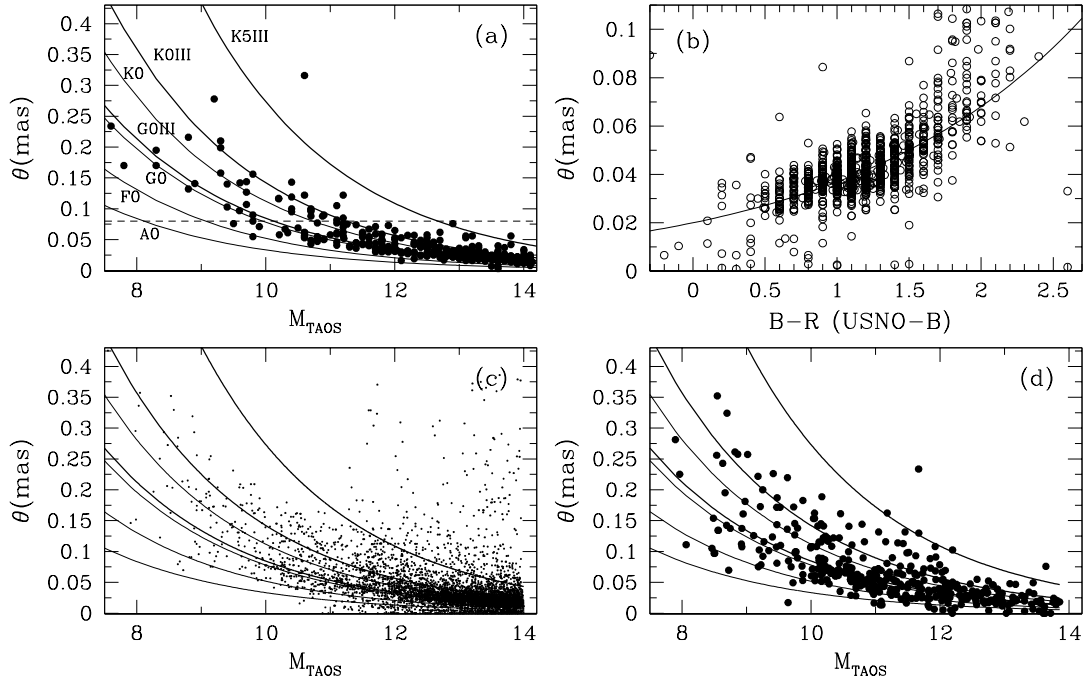 (a)
K5III
K0III
K0
G0III
G0
F0
A0
θ(mas)
0.4
0.35
0.3
0.25
0.2
0.15
0.1
0.05
0
8 10 12 14
M_TAOS
(b)
θ(mas)
0.1
0.08
0.06
0.04
0.02
0
0 0.5 1 1.5 2 2.5
B−R (USNO−B)
(c)
θ(mas)
0.4
0.35
0.3
0.25
0.2
0.15
0.1
0.05
0
8 10 12 14
M_TAOS
(d)
θ(mas)
0.4
0.35
0.3
0.25
0.2
0.15
0.1
0.05
0
8 10 12 14
M_TAOS